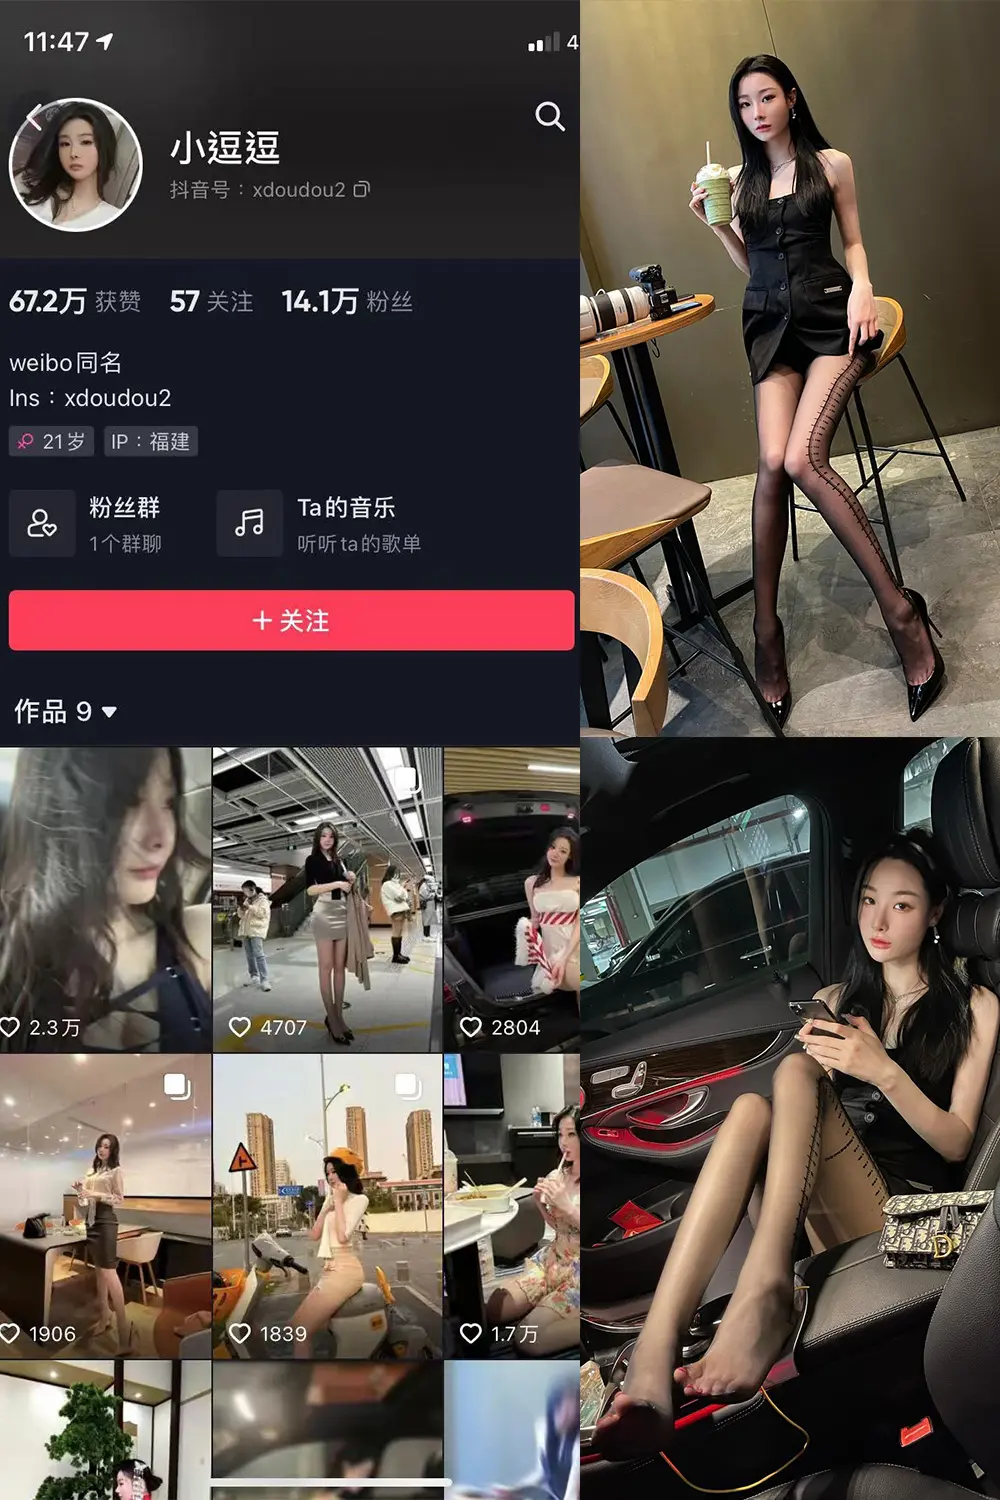 11:47
4
小逗逗
抖音号：xdoudou2
67.2万 获赞 57 关注 14.1万 粉丝
weibo同名
Ins：xdoudou2
21岁 IP：福建
粉丝群
1个群聊
Ta的音乐
听听ta的歌单
+ 关注
作品 9
2.3万 4707 2804
1906 1839 1.7万